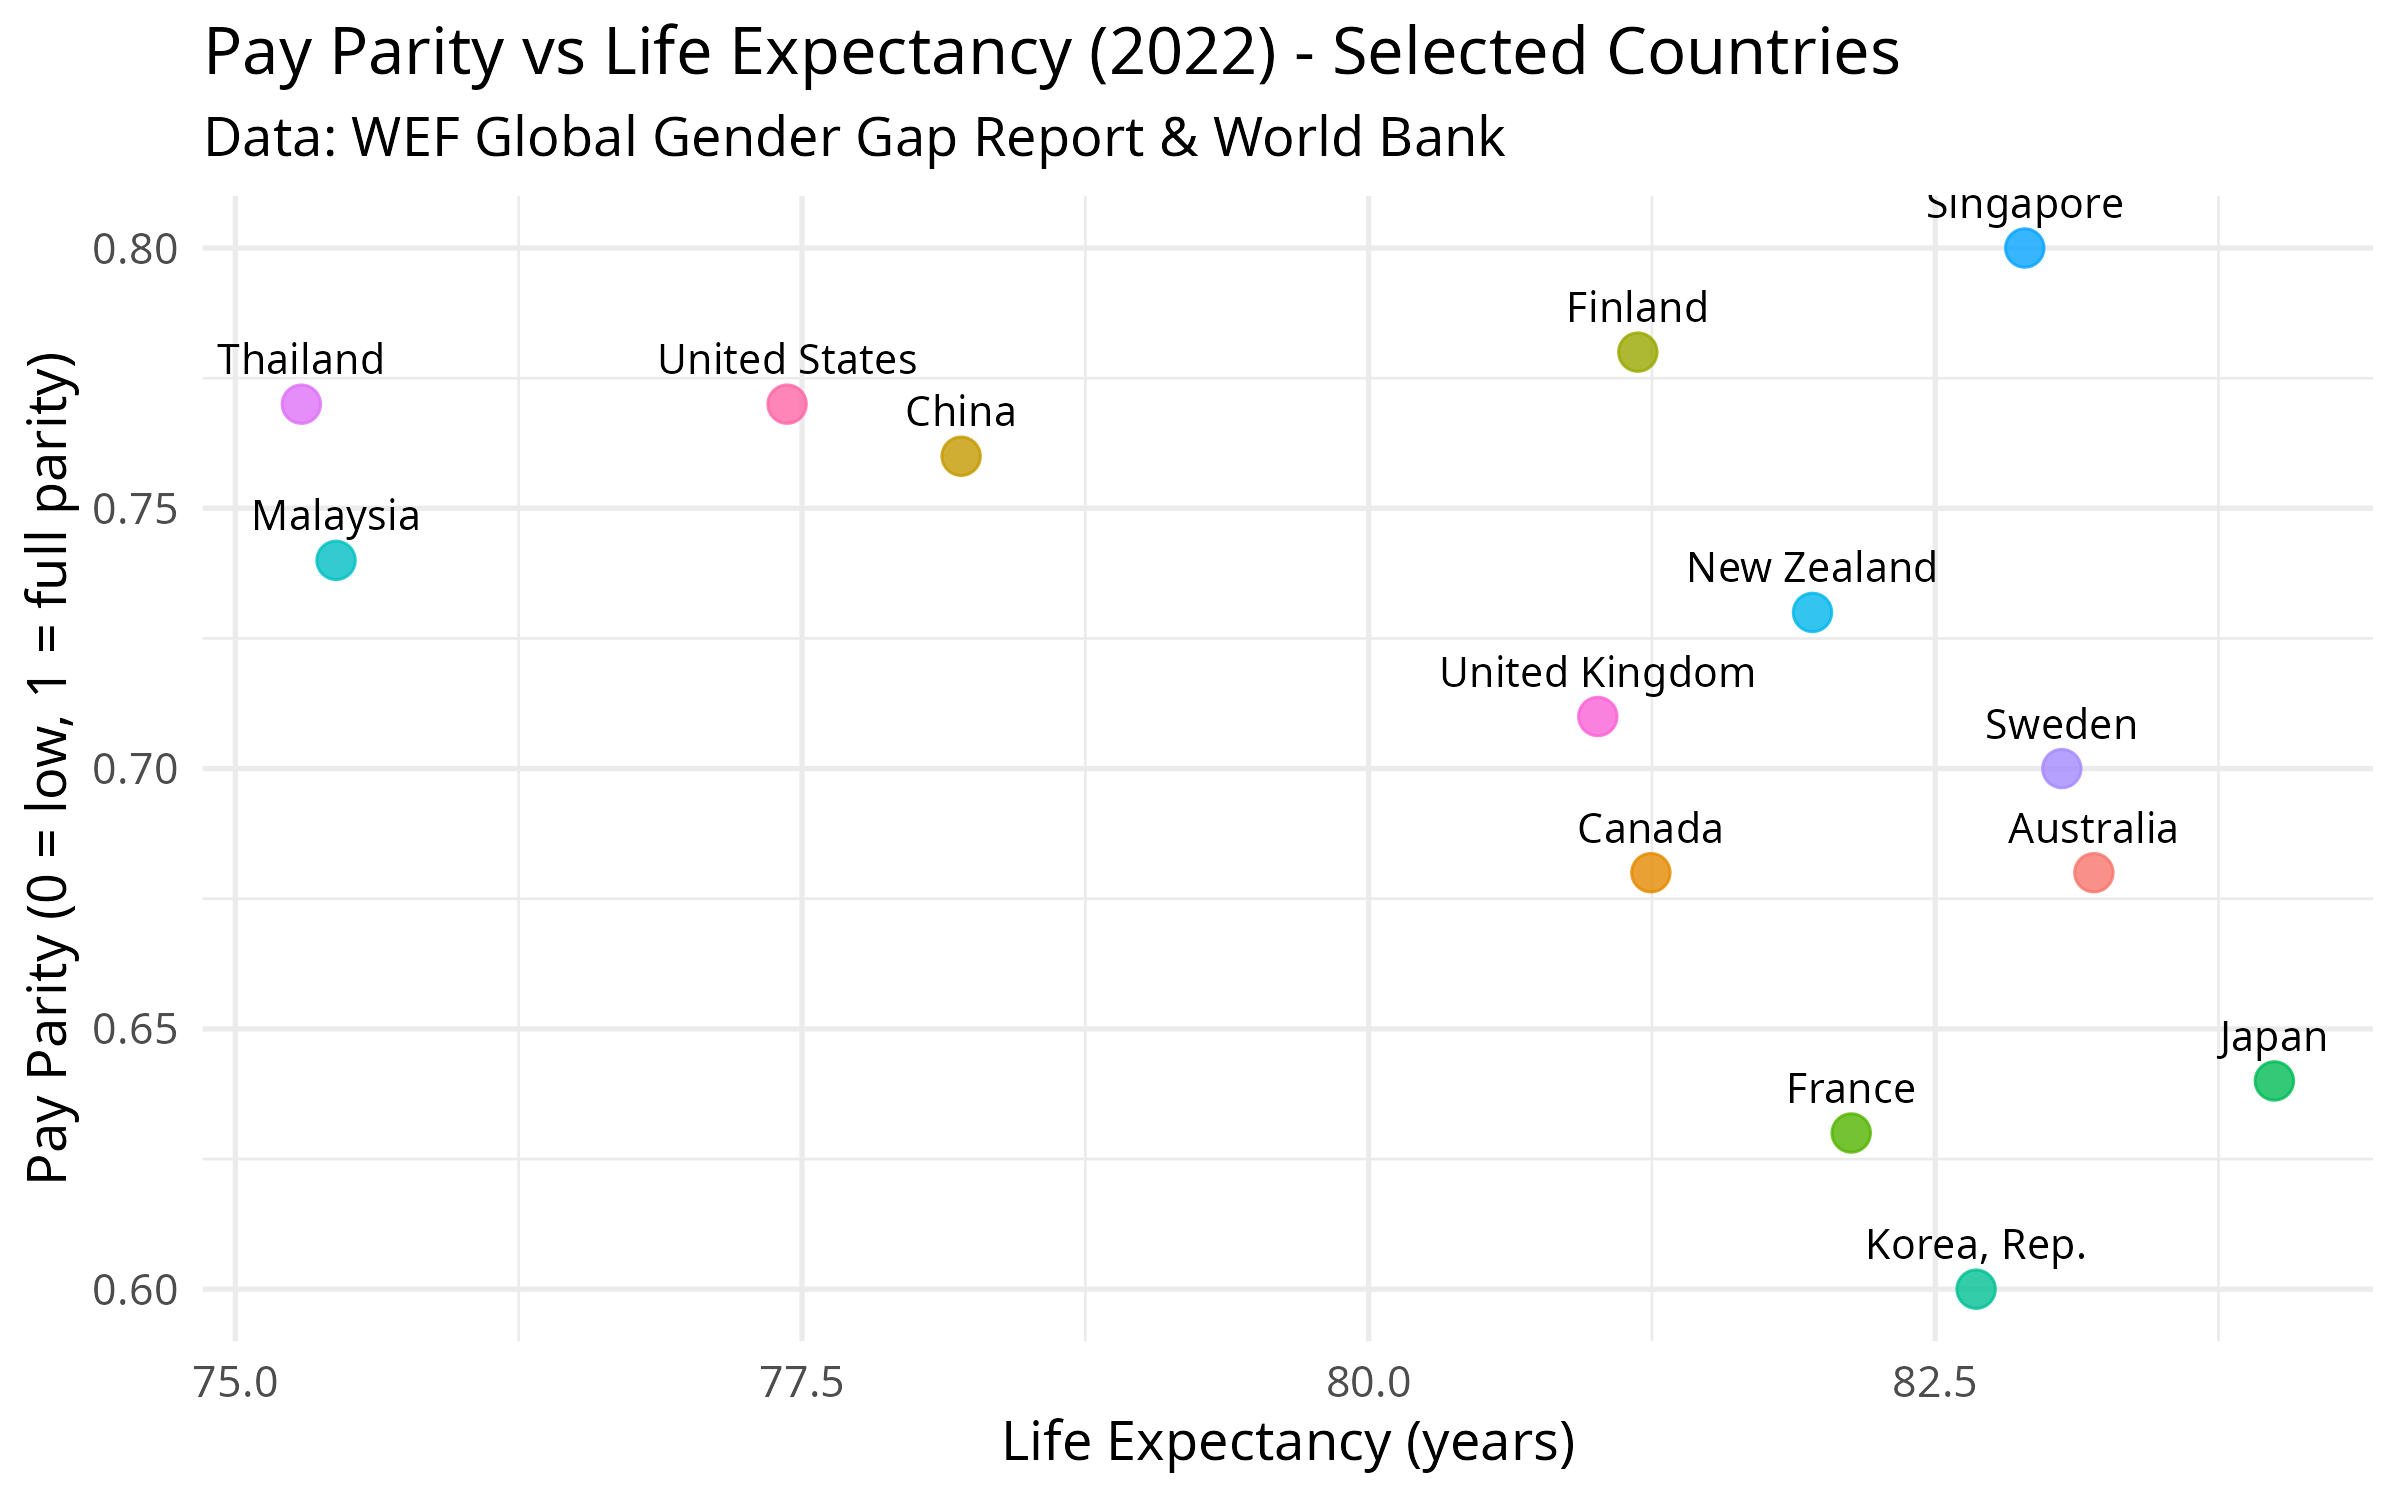 Pay Parity vs Life Expectancy (2022) - Selected Countries
Data: WEF Global Gender Gap Report & World Bank
Pay Parity (0 = low, 1 = full parity)
0.80
0.75
0.70
0.65
0.60
Singapore
Finland
Thailand
United States
China
Malaysia
New Zealand
United Kingdom
Sweden
Canada
Australia
Japan
France
Korea, Rep.
75.0
77.5
80.0
82.5
Life Expectancy (years)